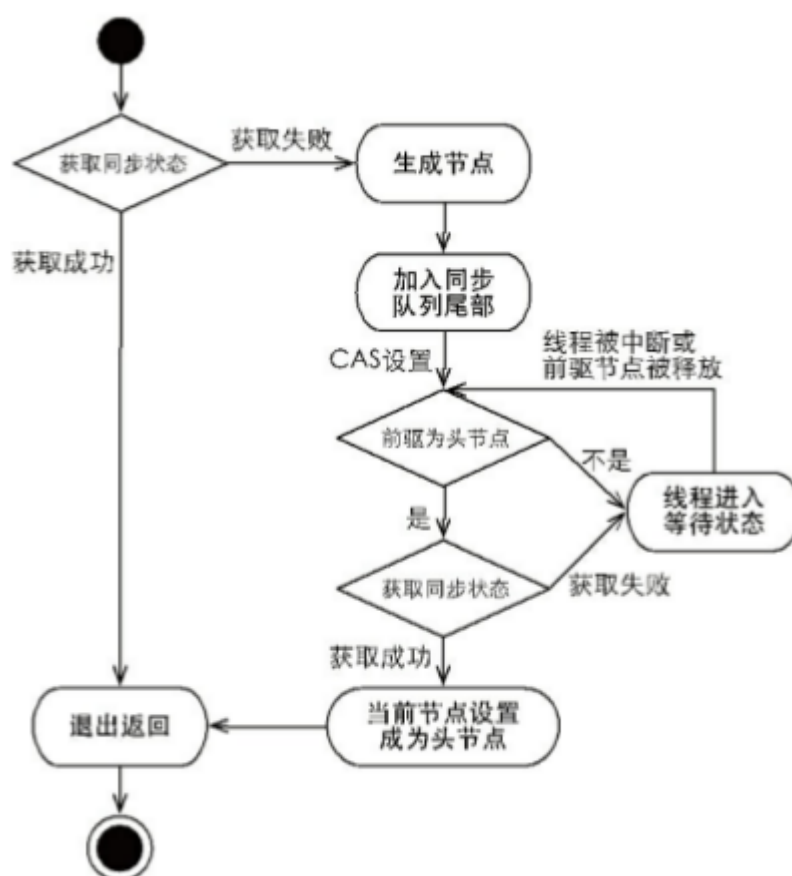 获取同步状态
获取失败
生成节点
获取成功
加入同步
队列尾部
CAS设置
线程被中断或
前驱节点被释放
前驱为头节点
不是
线程进入
等待状态
是
获取同步状态
获取失败
获取成功
退出返回
当前节点设置
成为头节点